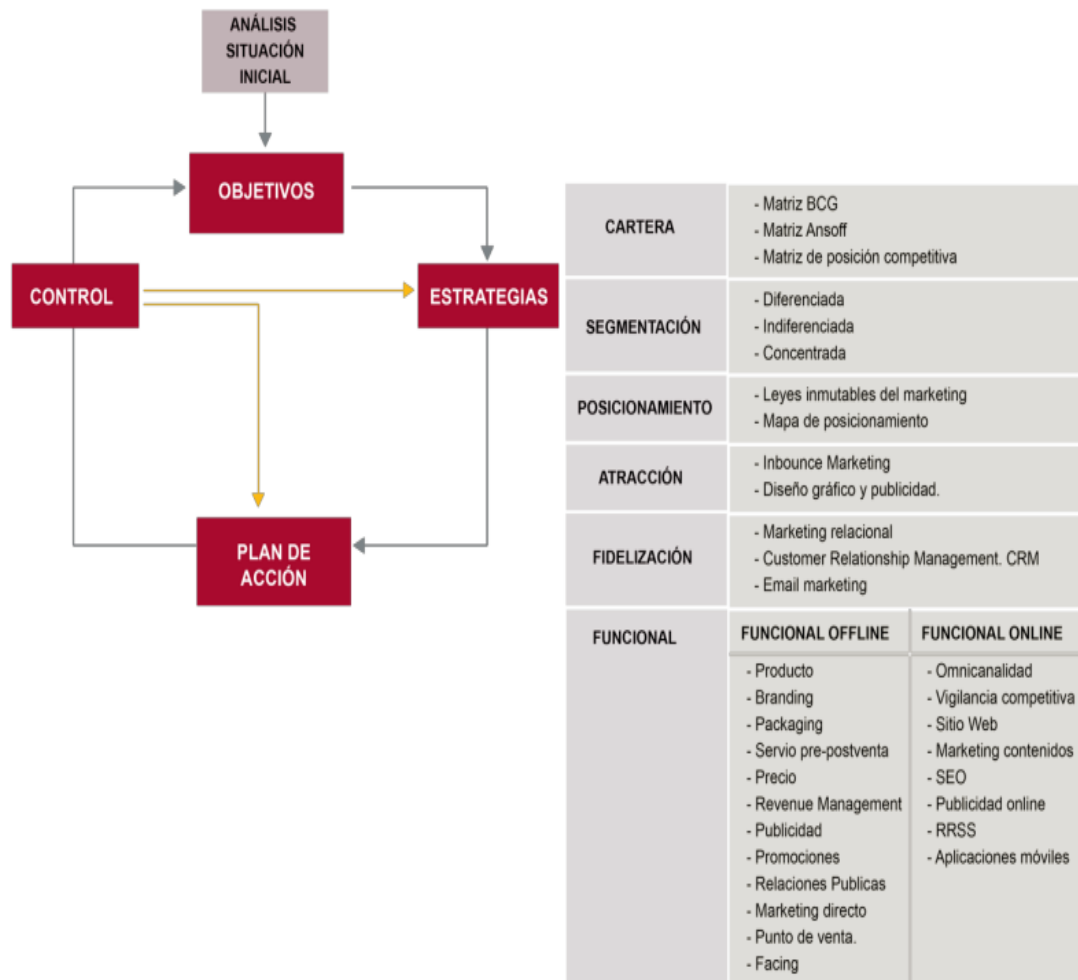 ANÁLISIS
SITUACIÓN
INICIAL
OBJETIVOS
CONTROL
ESTRATEGIAS
PLAN DE
ACCIÓN
CARTERA
- Matriz BCG
- Matriz Ansoff
- Matriz de posición competitiva
SEGMENTACIÓN
- Diferenciada
- Indiferenciada
- Concentrada
POSICIONAMIENTO
- Leyes inmutables del marketing
- Mapa de posicionamiento
ATRACCIÓN
- Inbounce Marketing
- Diseño gráfico y publicidad.
FIDELIZACIÓN
- Marketing relacional
- Customer Relationship Management. CRM
- Email marketing
FUNCIONAL
FUNCIONAL OFFLINE
- Producto
- Branding
- Packaging
- Servio pre-postventa
- Precio
- Revenue Management
- Publicidad
- Promociones
- Relaciones Publicas
- Marketing directo
- Punto de venta.
- Facing
FUNCIONAL ONLINE
- Omnicanalidad
- Vigilancia competitiva
- Sitio Web
- Marketing contenidos
- SEO
- Publicidad online
- RRSS
- Aplicaciones móviles